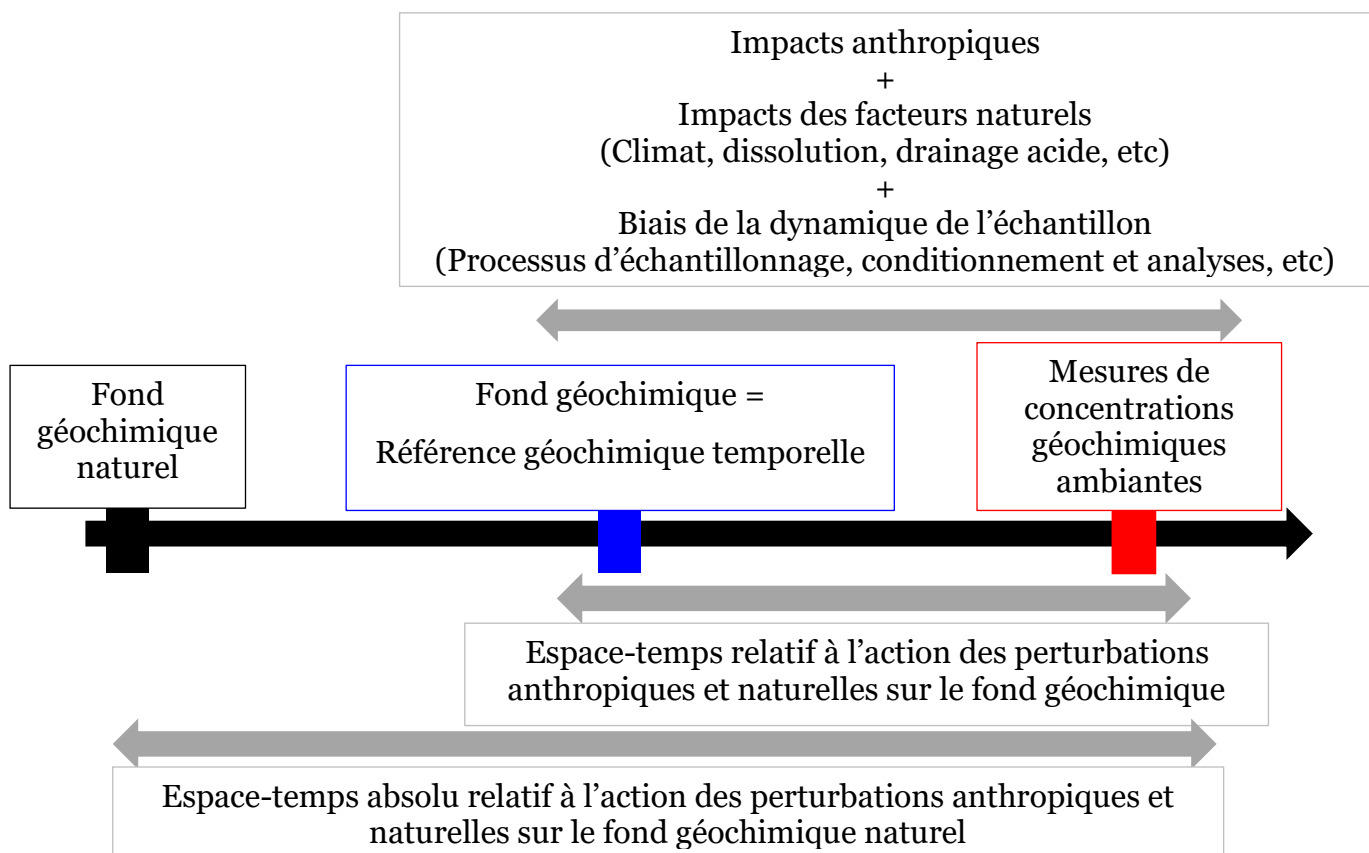 Impacts anthropiques
+
Impacts des facteurs naturels
(Climat, dissolution, drainage acide, etc)
+
Biais de la dynamique de l’échantillon
(Processus d’échantillonnage, conditionnement et analyses, etc)
Fond
géochimique
naturel
Fond géochimique =
Référence géochimique temporelle
Mesures de
concentrations
géochimiques
ambiantes
Espace-temps relatif à l’action des perturbations
anthropiques et naturelles sur le fond géochimique
Espace-temps absolu relatif à l’action des perturbations anthropiques et
naturelles sur le fond géochimique naturel